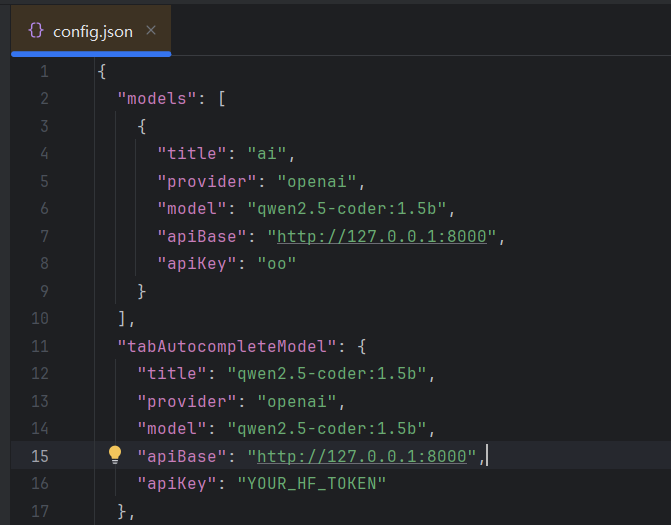 {} config.json ×
1 {
2 "models": [
3 {
4 "title": "ai",
5 "provider": "openai",
6 "model": "qwen2.5-coder:1.5b",
7 "apiBase": "http://127.0.0.1:8000",
8 "apiKey": "oo"
9 }
10 ],
11 "tabAutocompleteModel": {
12 "title": "qwen2.5-coder:1.5b",
13 "provider": "openai",
14 "model": "qwen2.5-coder:1.5b",
15 "apiBase": "http://127.0.0.1:8000",
16 "apiKey": "YOUR_HF_TOKEN"
17 },